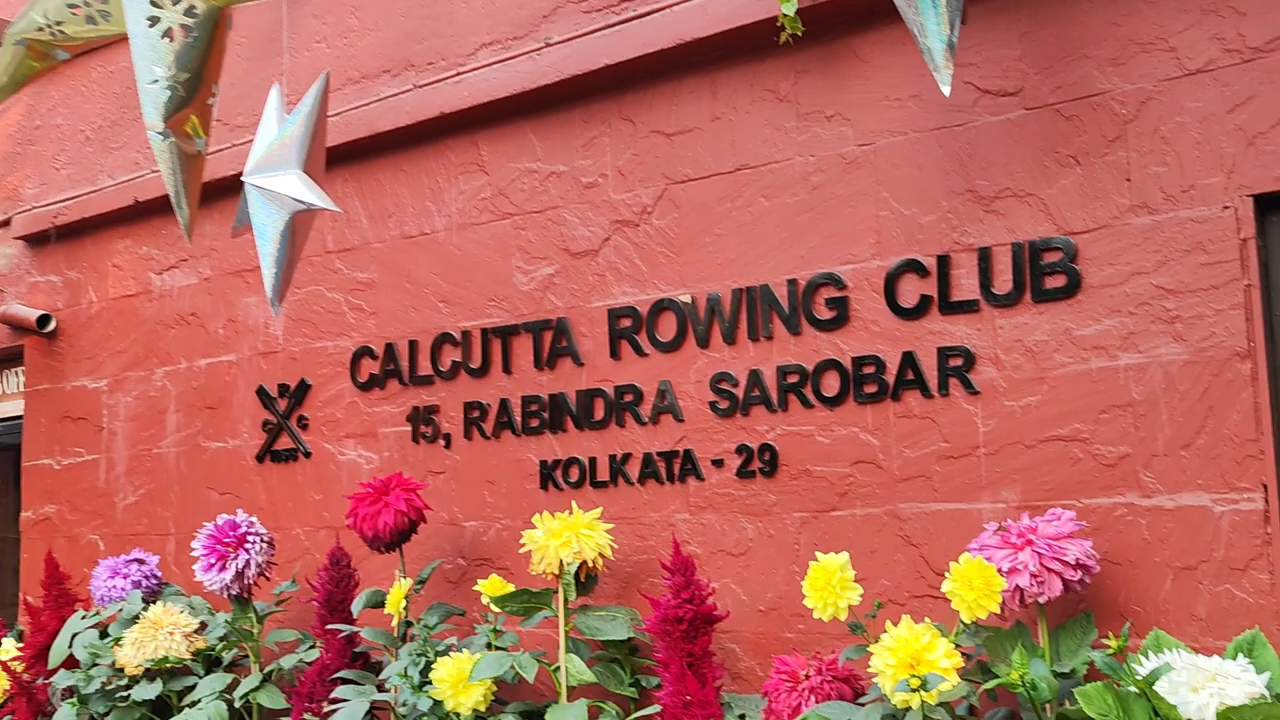 CALCUTTA ROWING CLUB
15, RABINDRA SAROBAR
KOLKATA - 29